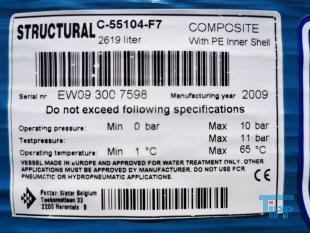 STRUCTURAL C-55104-F7 COMPOSITE
2619 liter With PE Inner Shell
Serial nr EW09 300 7598 Manufacturing year 2009
Do not exceed following specifications
Operating pressure: Min 0 bar Max 10 bar
Testpressure: Max 11 bar
Operating temperature: Min 1 °C Max 65 °C
VESSEL MADE IN eUROPE AND APPROVED FOR WATER TREATMENT ONLY. OTHER
APPLICATIONS MUST BE APPROVED BY MANUFACTURER. DO NOT USE FOR
PNEUMATIC OR HYDROPNEUMATIC APPLICATIONS. CE
Pentair Water Belgium
Toekomstlaan 30
2200 Herentals - B
TIPP